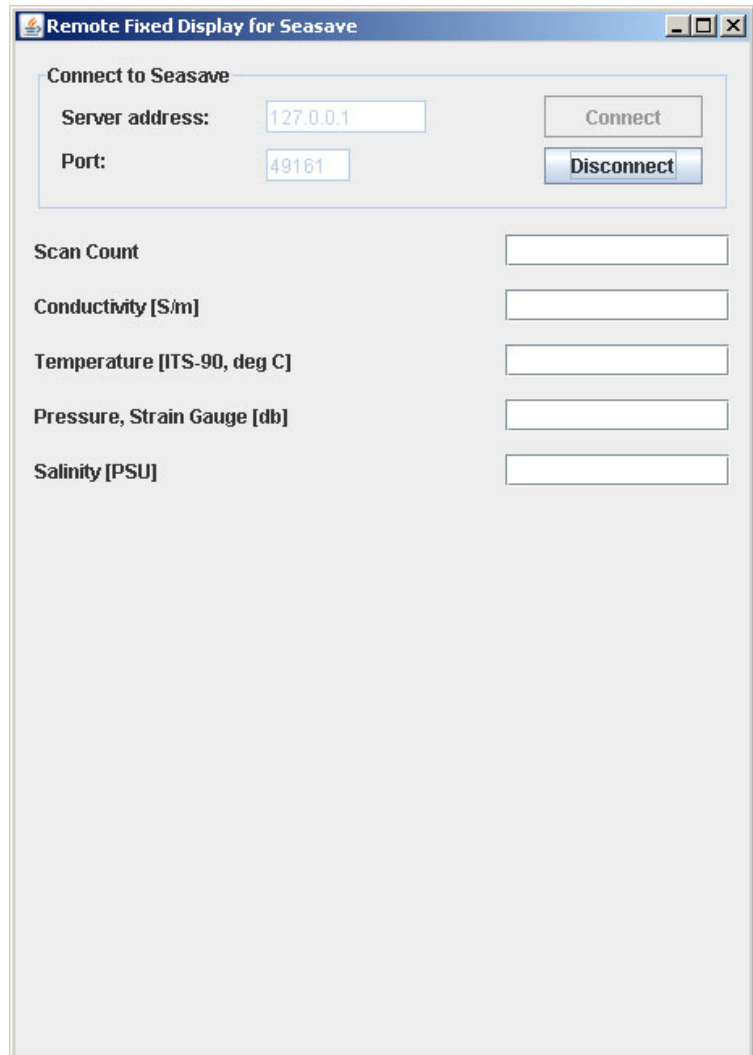 Remote Fixed Display for Seasave
Connect to Seasave
Server address: 127.0.0.1 Connect
Port: 49161 Disconnect
Scan Count
Conductivity [S/m]
Temperature [ITS-90, deg C]
Pressure, Strain Gauge [db]
Salinity [PSU]